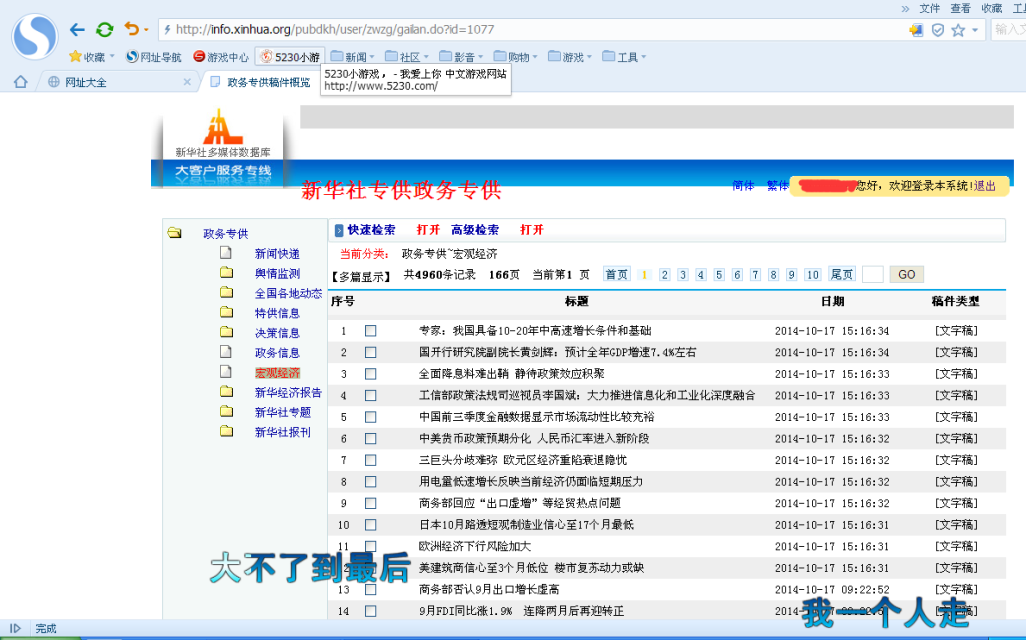 » 文件 查看 收藏
http://info.xinhua.org/pubdkh/user/zwzg/gailan.do?id=1077
收藏 网址导航 游戏中心 5230小游 新闻 社区 影音 购物 游戏 工具
网址大全 政务专供稿件概览
5230小游戏，-我爱上你 中文游戏网站
http://www.5230.com/
新华社多媒体数据库
大客户服务专线
新华社专供政务专供
简体 繁体 您好，欢迎登录本系统!退出
政务专供
新闻快递
舆情监测
全国各地动态
特供信息
决策信息
政务信息
宏观经济
新华经济报告
新华社专题
新华社报刊
快速检索 打开 高级检索 打开
当前分类： 政务专供~宏观经济
【多篇显示】 共4960条记录 166页 当前第1 页 首页 1 2 3 4 5 6 7 8 9 10 尾页 GO
序号 标题 日期 稿件类型
1 专家：我国具备10-20年中高速增长条件和基础 2014-10-17 15:16:34 [文字稿]
2 国开行研究院副院长黄剑辉：预计全年GDP增速7.4%左右 2014-10-17 15:16:34 [文字稿]
3 全面降息料难出鞘 静待政策效应积聚 2014-10-17 15:16:34 [文字稿]
4 工信部政策法规司巡视员李国斌：大力推进信息化和工业化深度融合 2014-10-17 15:16:33 [文字稿]
5 中国前三季度金融数据显示市场流动性比较充裕 2014-10-17 15:16:33 [文字稿]
6 中美货币政策预期分化 人民币汇率进入新阶段 2014-10-17 15:16:32 [文字稿]
7 三巨头分歧难弥 欧元区经济重陷衰退隐忧 2014-10-17 15:16:32 [文字稿]
8 用电量低速增长反映当前经济仍面临短期压力 2014-10-17 15:16:32 [文字稿]
9 商务部回应“出口虚增”等经贸热点问题 2014-10-17 15:16:32 [文字稿]
10 日本10月路透短观制造业信心至17个月最低 2014-10-17 15:16:31 [文字稿]
11 欧洲经济下行风险加大 2014-10-17 15:16:31 [文字稿]
美建筑商信心至3个月低位 楼市复苏动力或缺 2014-10-17 15:16:31 [文字稿]
13 商务部否认9月出口增长虚高 2014-10-17 09:22:52 [文字稿]
14 9月FDI同比涨1.9% 连降两月后再迎转正
大不了到最后
我一个人走
完成